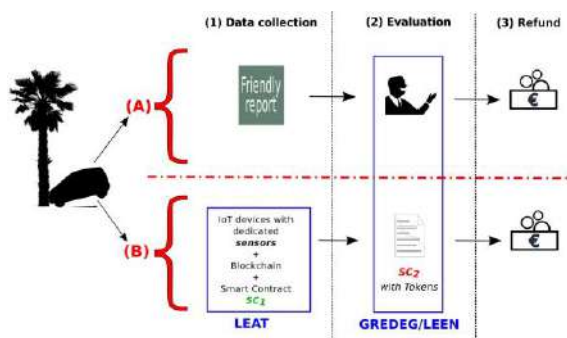 (1) Data collection
(2) Evaluation
(3) Refund
(A)
Friendly
report
€
(B)
IoT devices with
dedicated
sensors
+
Blockchain
+
Smart Contract
SC1
SC2
with Tokens
€
LEAT
GREDEG/LEEN